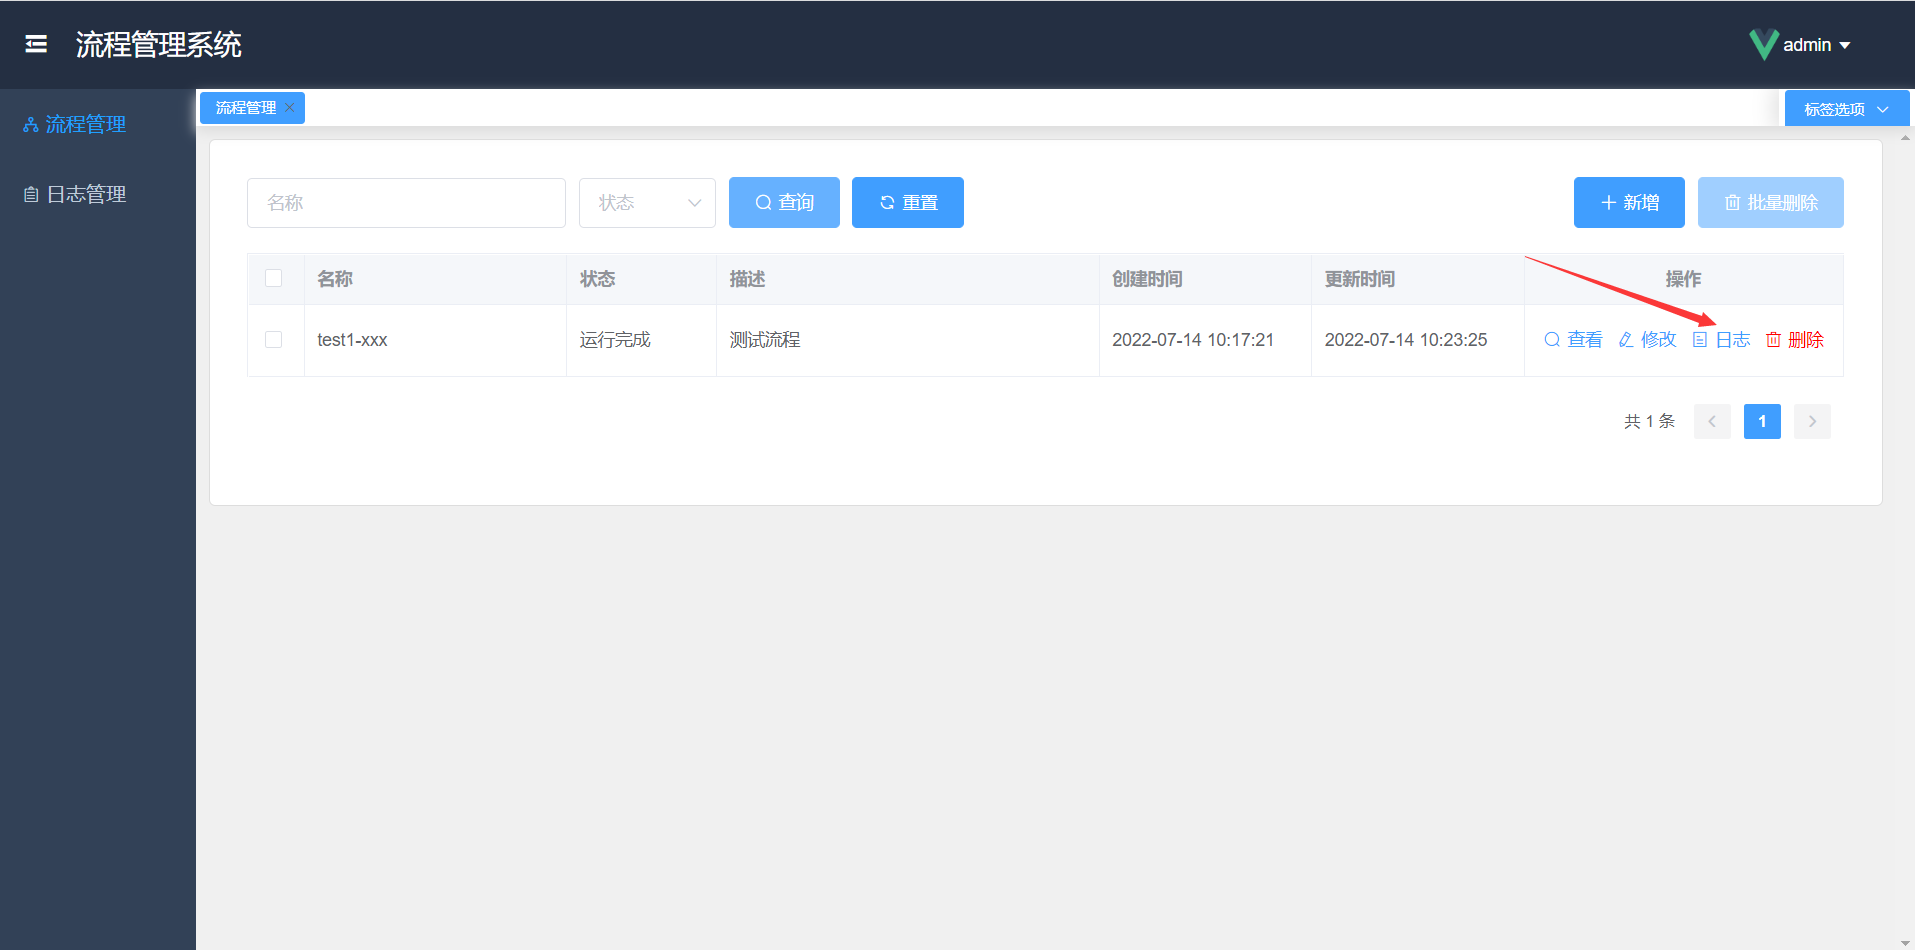 流程管理系统
admin
流程管理
日志管理
流程管理
标签选项
名称 状态 查询 重置 新增 批量删除
名称 状态 描述 创建时间 更新时间 操作
test1-xxx 运行完成 测试流程 2022-07-14 10:17:21 2022-07-14 10:23:25 查看 修改 日志 删除
共 1 条 1